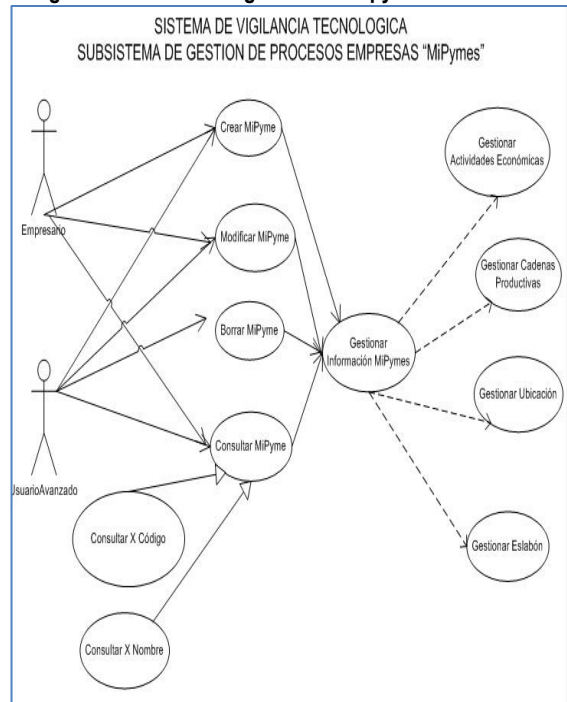 SISTEMA DE VIGILANCIA TECNOLOGICA
SUBSISTEMA DE GESTION DE PROCESOS EMPRESAS “MiPymes”
Crear MiPyme
Gestionar
Actividades Económicas
Empresario
Modificar MiPyme
Gestionar Cadenas
Productivas
Borrar MiPyme
Gestionar
Información MiPymes
Gestionar Ubicación
Consultar MiPyme
UsuarioAvanzado
Consultar X Código
Gestionar Eslabón
Consultar X Nombre